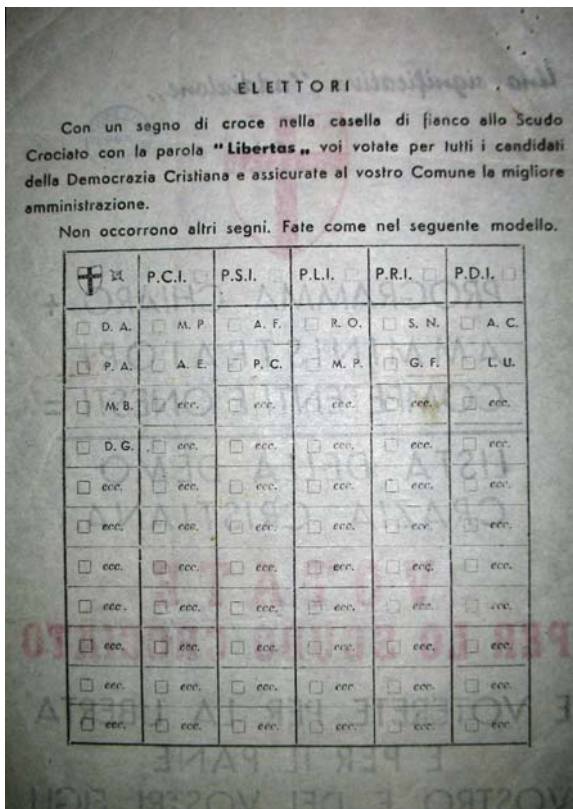 ELETTORI
Con un segno di croce nella casella di fianco allo Scudo
Crociato con la parola "Libertas„ voi votate per tutti i candidati
della Democrazia Cristiana e assicurate al vostro Comune la migliore
amministrazione.
Non occorrono altri segni. Fate come nel seguente modello.
P.C.I. P.S.I. P.L.I. P.R.I. P.D.I.
D. A. M. P A. F. R. O. S. N. A. C.
P. A. A. E. P. C. M. P. G. F. L. U.
M. B. ecc. ecc. ecc. ecc. ecc.
D. G. ecc. ecc. ecc. ecc. ecc.
ecc. ecc. ecc. ecc. ecc. ecc.
ecc. ecc. ecc. ecc. ecc. ecc.
ecc. ecc. ecc. ecc. ecc. ecc.
ecc. ecc. ecc. ecc. ecc. ecc.
ecc. ecc. ecc. ecc. ecc. ecc.
ecc. ecc. ecc. ecc. ecc. ecc.
ecc. ecc. ecc. ecc. ecc. ecc.